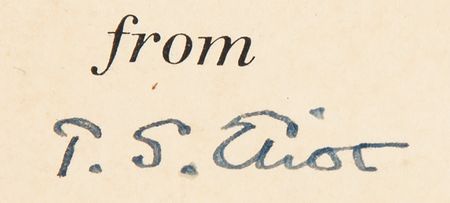 from
T. S. Eliot